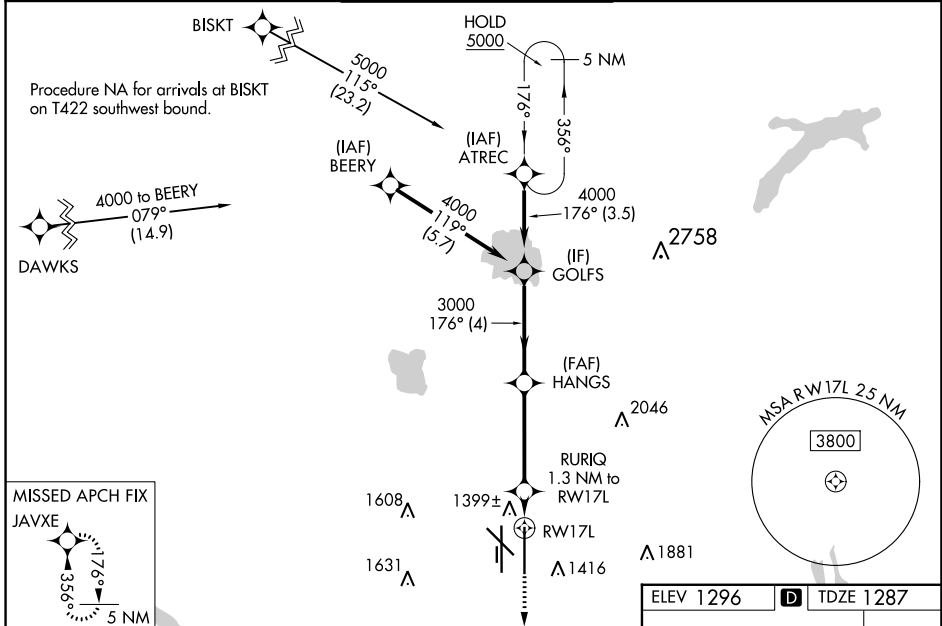 BISKT
5000
115°
(23.2)
HOLD
5000
5 NM
176°
356°
Procedure NA for arrivals at BISKT
on T422 southwest bound.
(IAF)
BEERY
(IAF)
ATREC
4000 to BEERY
079°
(14.9)
DAWKS
4000
119°
(5.7)
4000
176° (3.5)
2758
(IF)
GOLFS
3000
176° (4)
(FAF)
HANGS
2046
MSA RW17L 25 NM
3800
RURIQ
1.3 NM to
RW17L
1608
1399±
RW17L
1631
1416
1881
MISSED APCH FIX
JAVXE
176°
356°
5 NM
ELEV 1296 D TDZE 1287